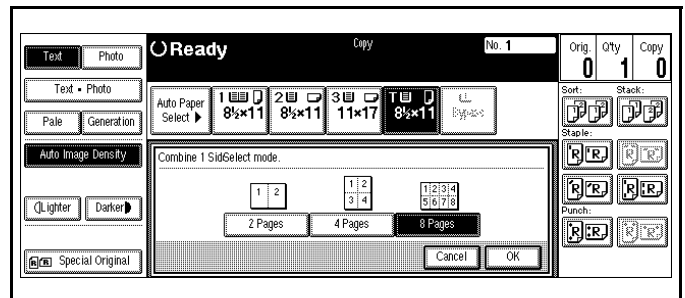 Text Photo
Text • Photo
Pale Generation
Auto Image Density
Lighter Darker
Special Original
Ready
Copy
No. 1
Auto Paper
Select ▶
1
8½×11
2
8½×11
3
11×17
T
8½×11
Bypass
Combine 1 SidSelect mode.
1 2
1 2
3 4
1 2 3 4
5 6 7 8
2 Pages 4 Pages 8 Pages
Cancel OK
Orig. Q'ty Copy
0 1 0
Sort: Stack:
Staple:
Punch: